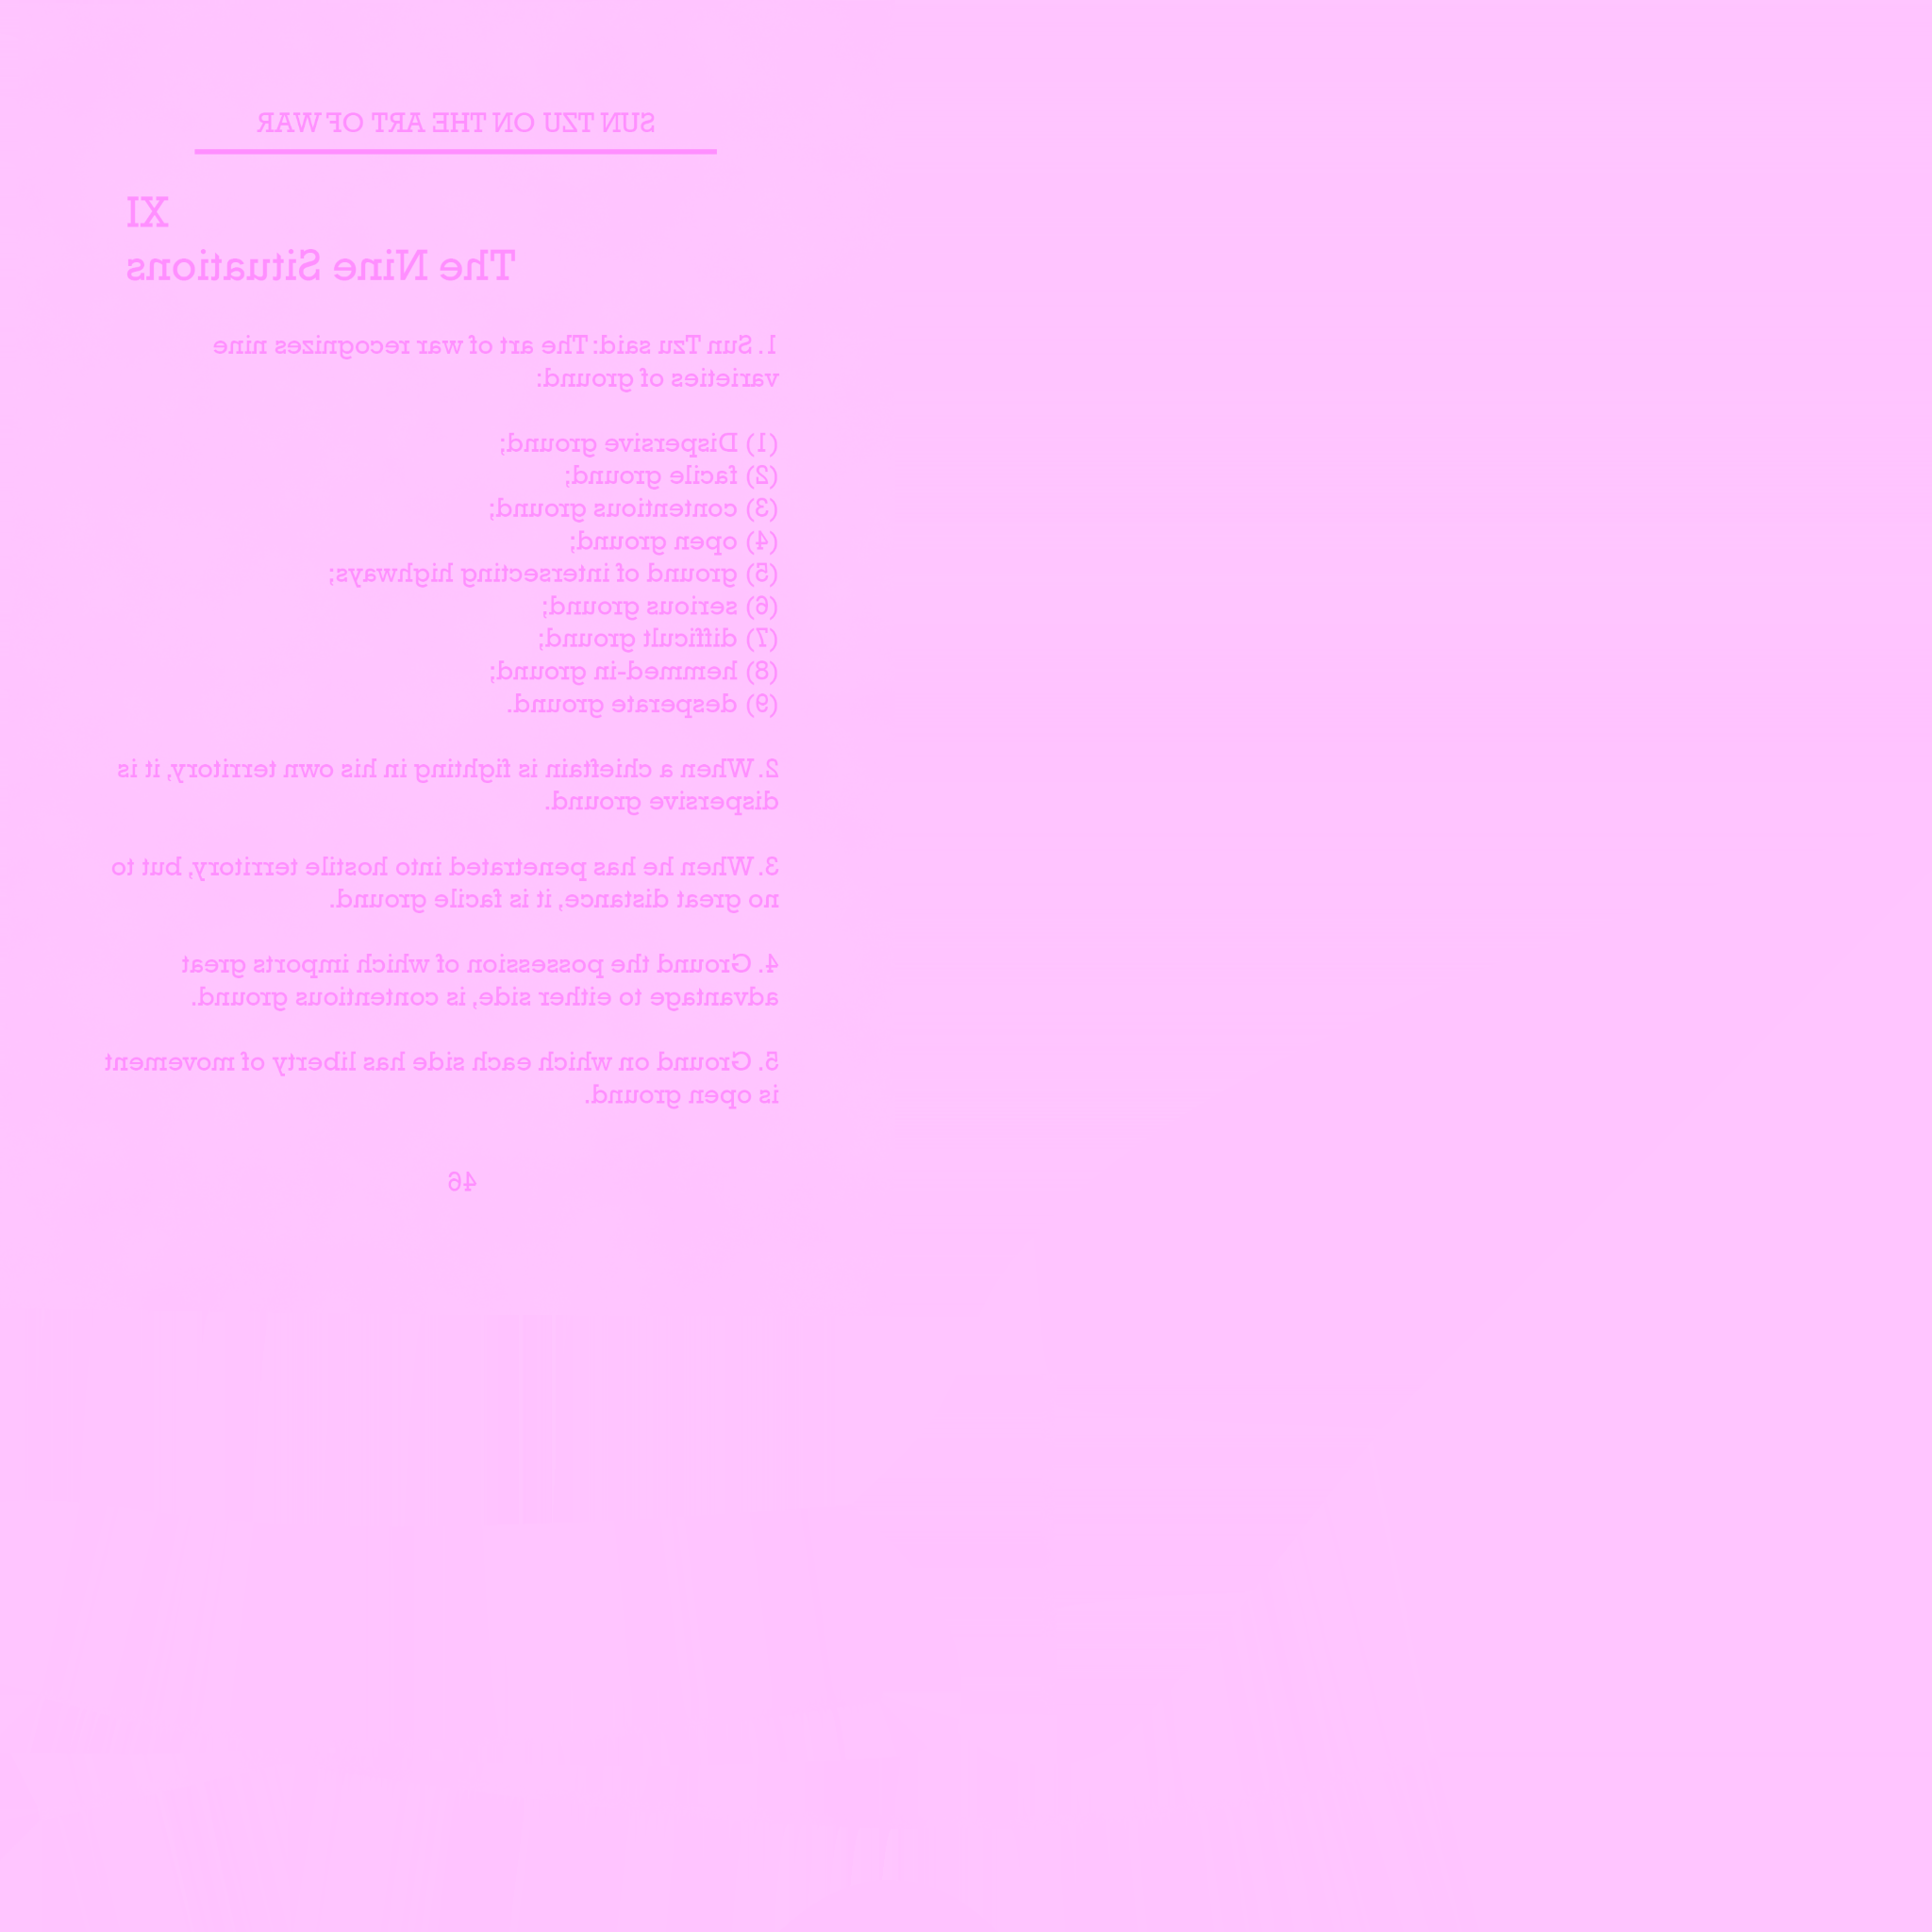 SUN TZU ON THE ART OF WAR
XI
The Nine Situations
1. Sun Tzu said: The art of war recognizes nine
varieties of ground:
(1) Dispersive ground;
(2) facile ground;
(3) contentious ground;
(4) open ground;
(5) ground of intersecting highways;
(6) serious ground;
(7) difficult ground;
(8) hemmed-in ground;
(9) desperate ground.
2. When a chieftain is fighting in his own territory, it is
dispersive ground.
3. When he has penetrated into hostile territory, but to
no great distance, it is facile ground.
4. Ground the possession of which imports great
advantage to either side, is contentious ground.
5. Ground on which each side has liberty of movement
is open ground.
46